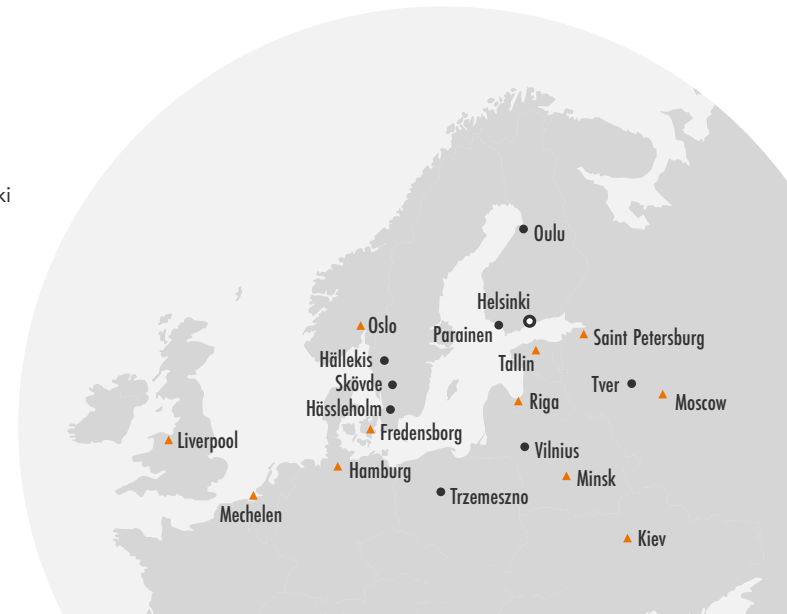 ki
Oulu
Helsinki
Oslo
Parainen
Saint Petersburg
Hällekis
Tallin
Skövde
Tver
Hässleholm
Riga
Moscow
Fredensborg
Liverpool
Vilnius
Hamburg
Minsk
Trzemeszno
Mechelen
Kiev